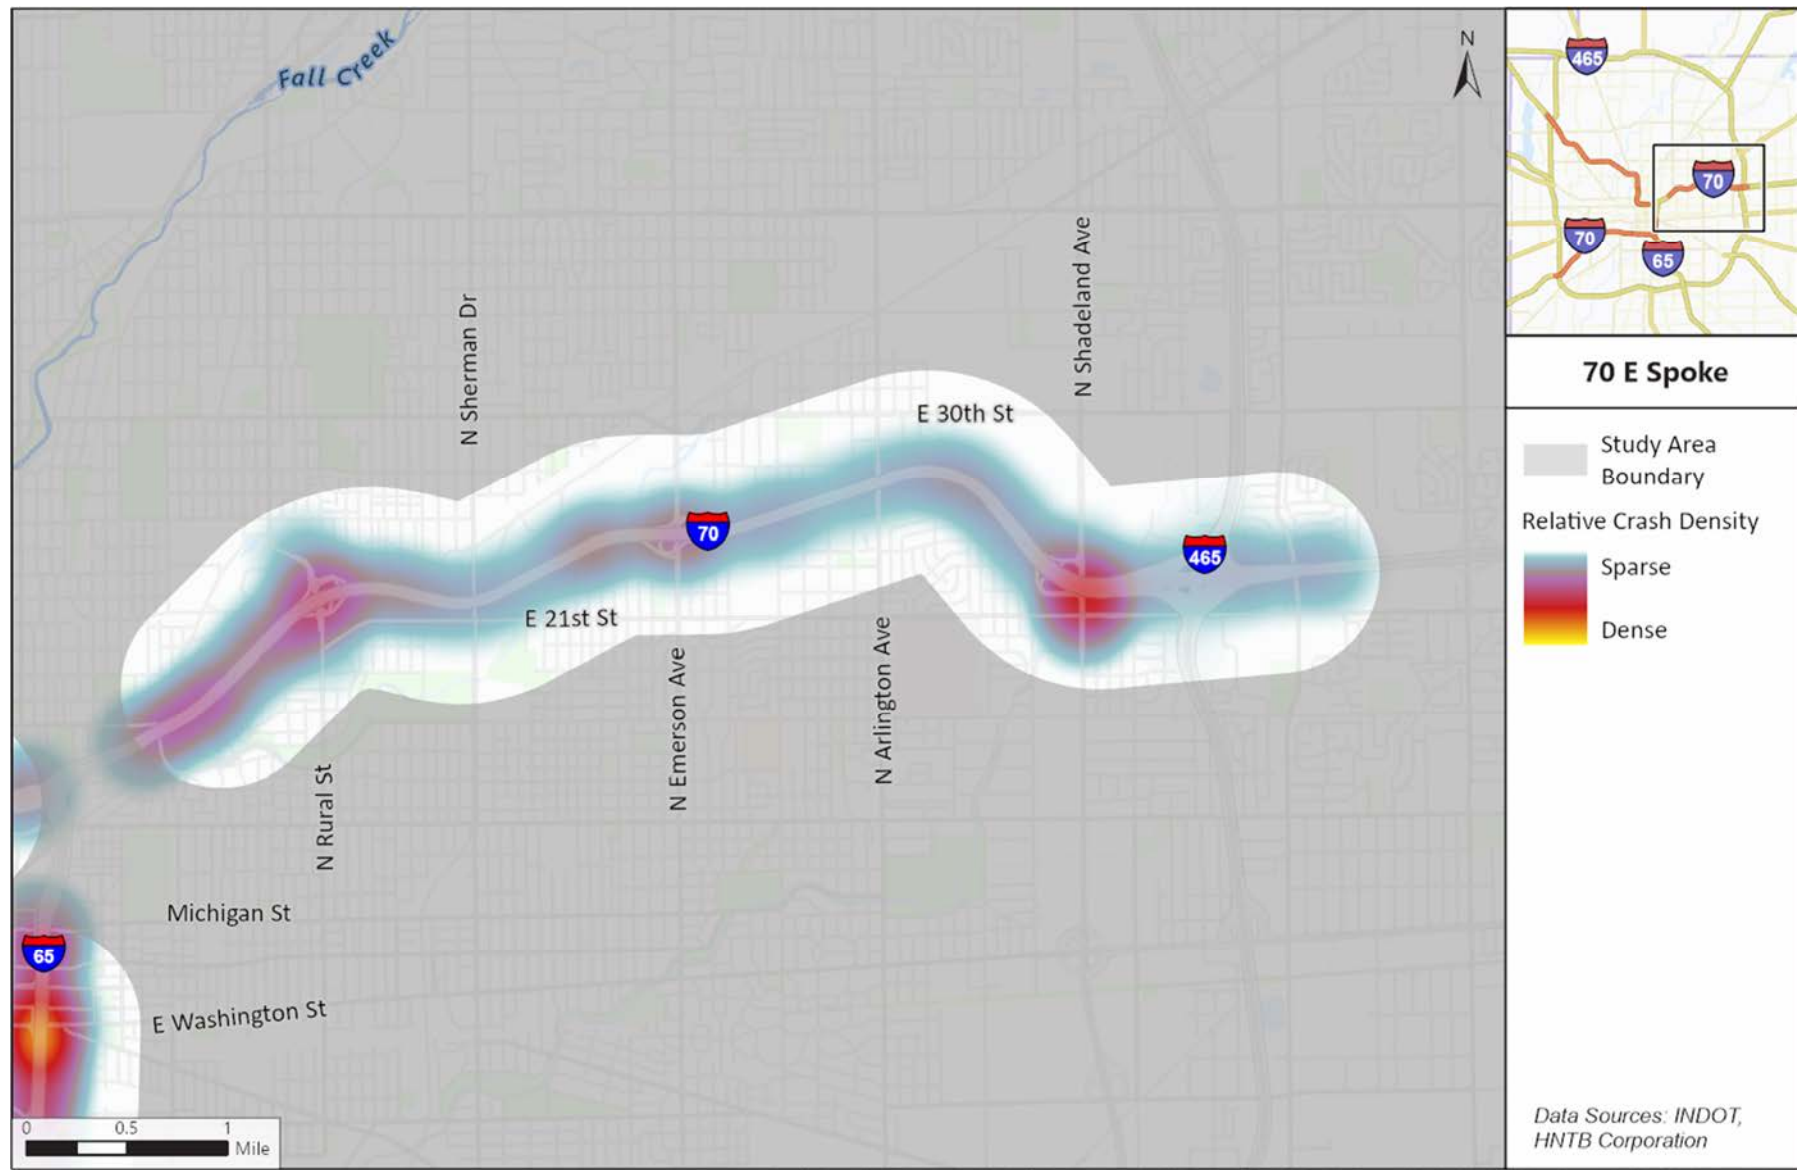 Fall Creek
N
N Sherman Dr
N Shadeland Ave
E 30th St
70
465
E 21st St
N Rural St
N Emerson Ave
N Arlington Ave
Michigan St
65
E Washington St
0 0.5 1
Mile
465
70
70
65
70 E Spoke
Study Area
Boundary
Relative Crash Density
Sparse
Dense
Data Sources: INDOT,
HNTB Corporation